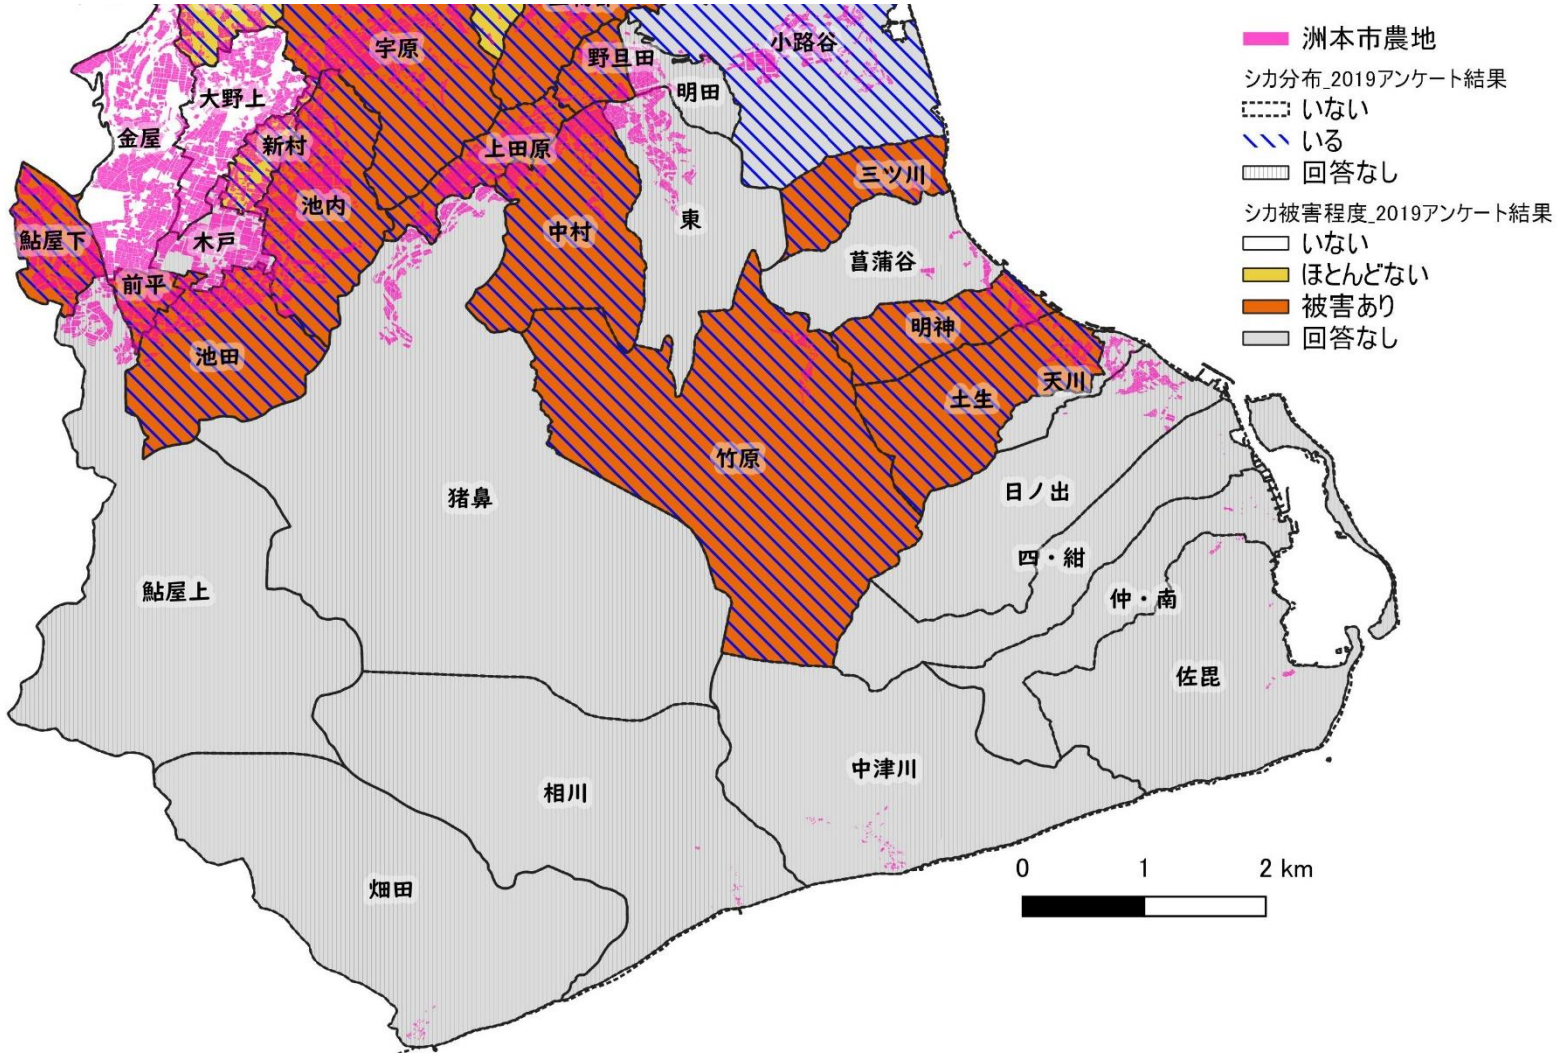 洲本市農地
シカ分布_2019アンケート結果
いない
いる
回答なし
シカ被害程度_2019アンケート結果
いない
ほとんどない
被害あり
回答なし
宇原
野旦田
小路谷
明田
大野上
金屋
新村
上田原
三ツ川
池内
東
中村
鮎屋下
木戸
菖蒲谷
前平
明神
池田
天川
土生
竹原
日ノ出
猪鼻
四・紺
鮎屋上
仲・南
佐毘
中津川
相川
畑田
0 1 2 km